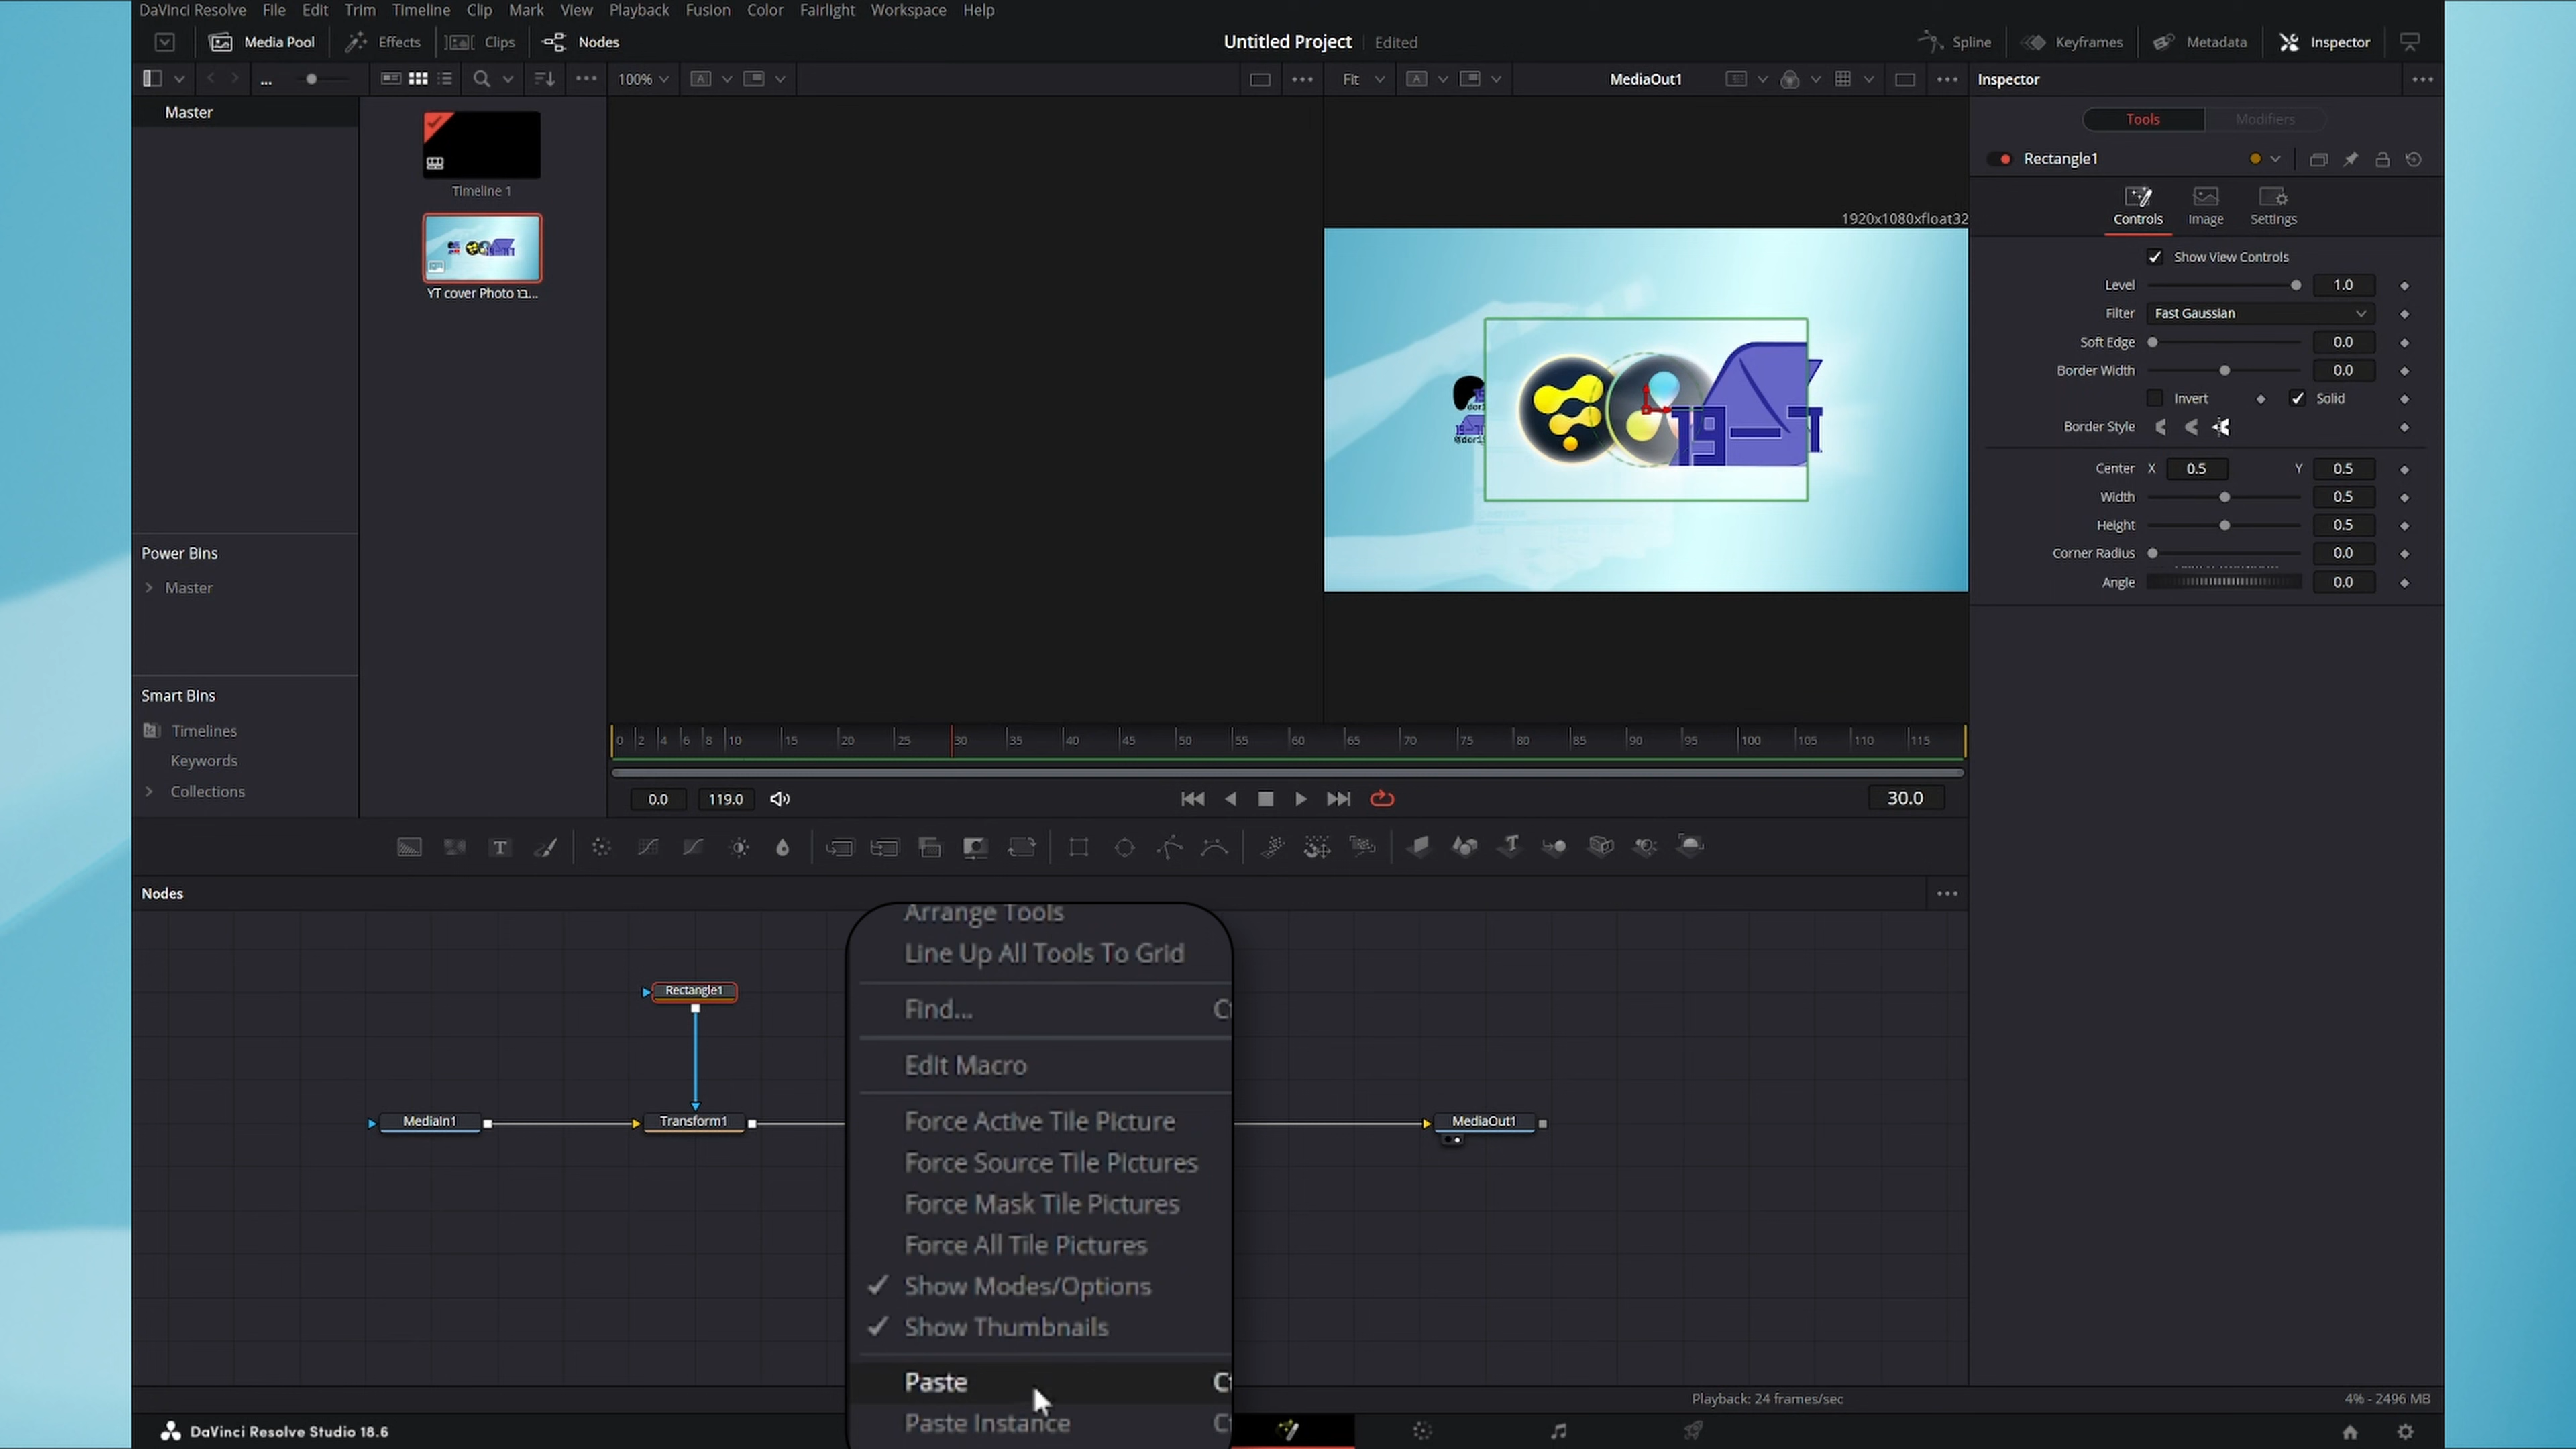 DaVinci Resolve File Edit Trim Timeline Clip Mark View Playback Fusion Color Fairlight Workspace Help
Media Pool Effects Clips Nodes Untitled Project Edited Spline Keyframes Metadata Inspector
... 100% A Fit A MediaOut1 Inspector
Master
Timeline 1
YT cover Photo בו...
Power Bins
Master
Smart Bins
Timelines
Keywords
Collections
1920x1080xfloat32
19-T
Tools Modifiers
Rectangle1
Controls Image Settings
Show View Controls
Level 1.0
Filter Fast Gaussian
Soft Edge 0.0
Border Width 0.0
Invert Solid
Border Style
Center X 0.5 Y 0.5
Width 0.5
Height 0.5
Corner Radius 0.0
Angle 0.0
0 2 4 6 8 10 15 20 25 30 35 40 45 50 55 60 65 70 75 80 85 90 95 100 105 110 115
0.0 119.0 30.0
T
Nodes
Rectangle1
MediaIn1 Transform1 MediaOut1
Arrange Tools
Line Up All Tools To Grid
Find...
Edit Macro
Force Active Tile Picture
Force Source Tile Pictures
Force Mask Tile Pictures
Force All Tile Pictures
Show Modes/Options
Show Thumbnails
Paste
Paste Instance
Playback: 24 frames/sec 4% - 2496 MB
DaVinci Resolve Studio 18.6